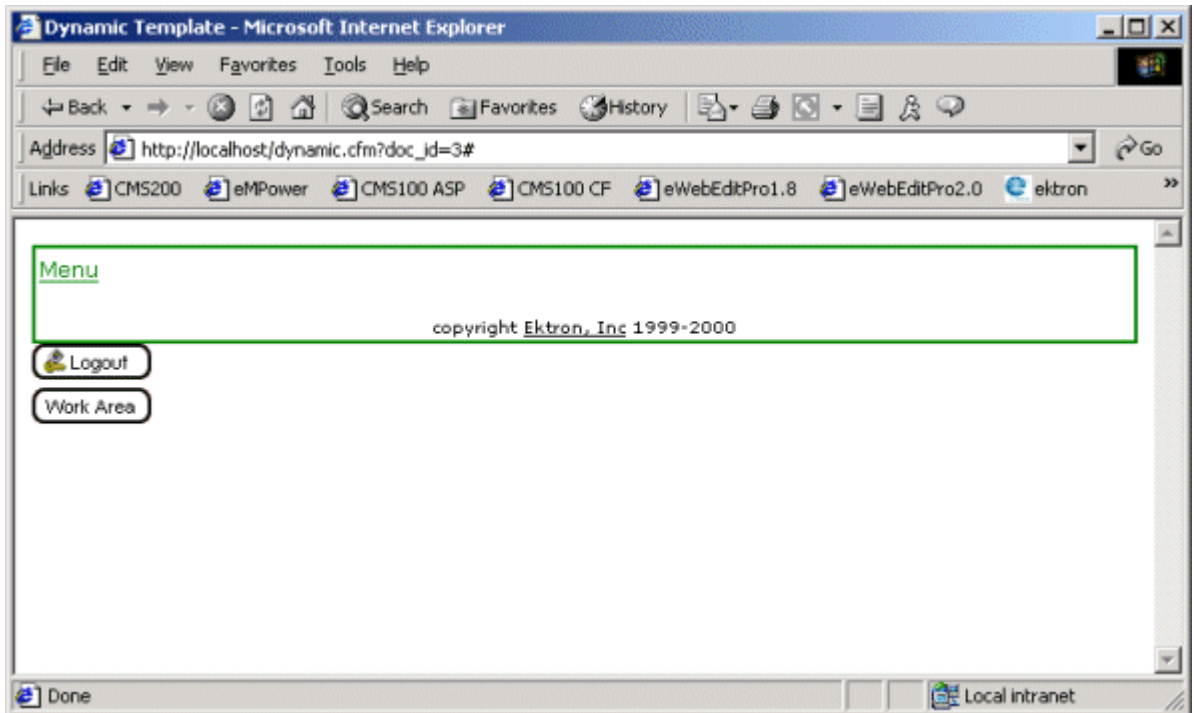 Dynamic Template - Microsoft Internet Explorer
File Edit View Favorites Tools Help
Back Search Favorites History
Address http://localhost/dynamic.cfm?doc_id=3# Go
Links CMS200 eMPower CMS100 ASP CMS100 CF eWebEditPro1.8 eWebEditPro2.0 ektron »
Menu
copyright Ektron, Inc 1999-2000
Logout
Work Area
Done Local intranet